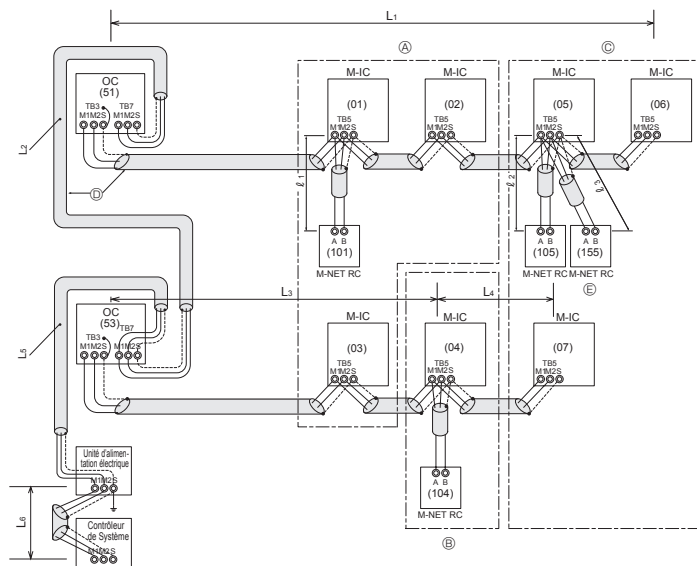 L1
Ⓐ
Ⓒ
M-IC
M-IC
M-IC
M-IC
OC
(51)
TB3
TB7
M1M2S
M1M2S
(01)
TB5
M1M2S
(02)
TB5
M1M2S
(05)
TB5
M1M2S
(06)
TB5
M1M2S
L2
Ⓓ
ℓ1
ℓ2
ℓ3
A B
(101)
M-NET RC
A B
(105)
M-NET RC
A B
(155)
M-NET RC
Ⓔ
L3
L4
OC
(53)
TB3
TB7
M1M2S
M1M2S
M-IC
M-IC
M-IC
(03)
TB5
M1M2S
(04)
TB5
M1M2S
(07)
TB5
M1M2S
L5
Unité d'alimen-
tation électrique
M1M2S
A B
(104)
M-NET RC
L6
Contrôleur
de Système
M1M2S
Ⓑ